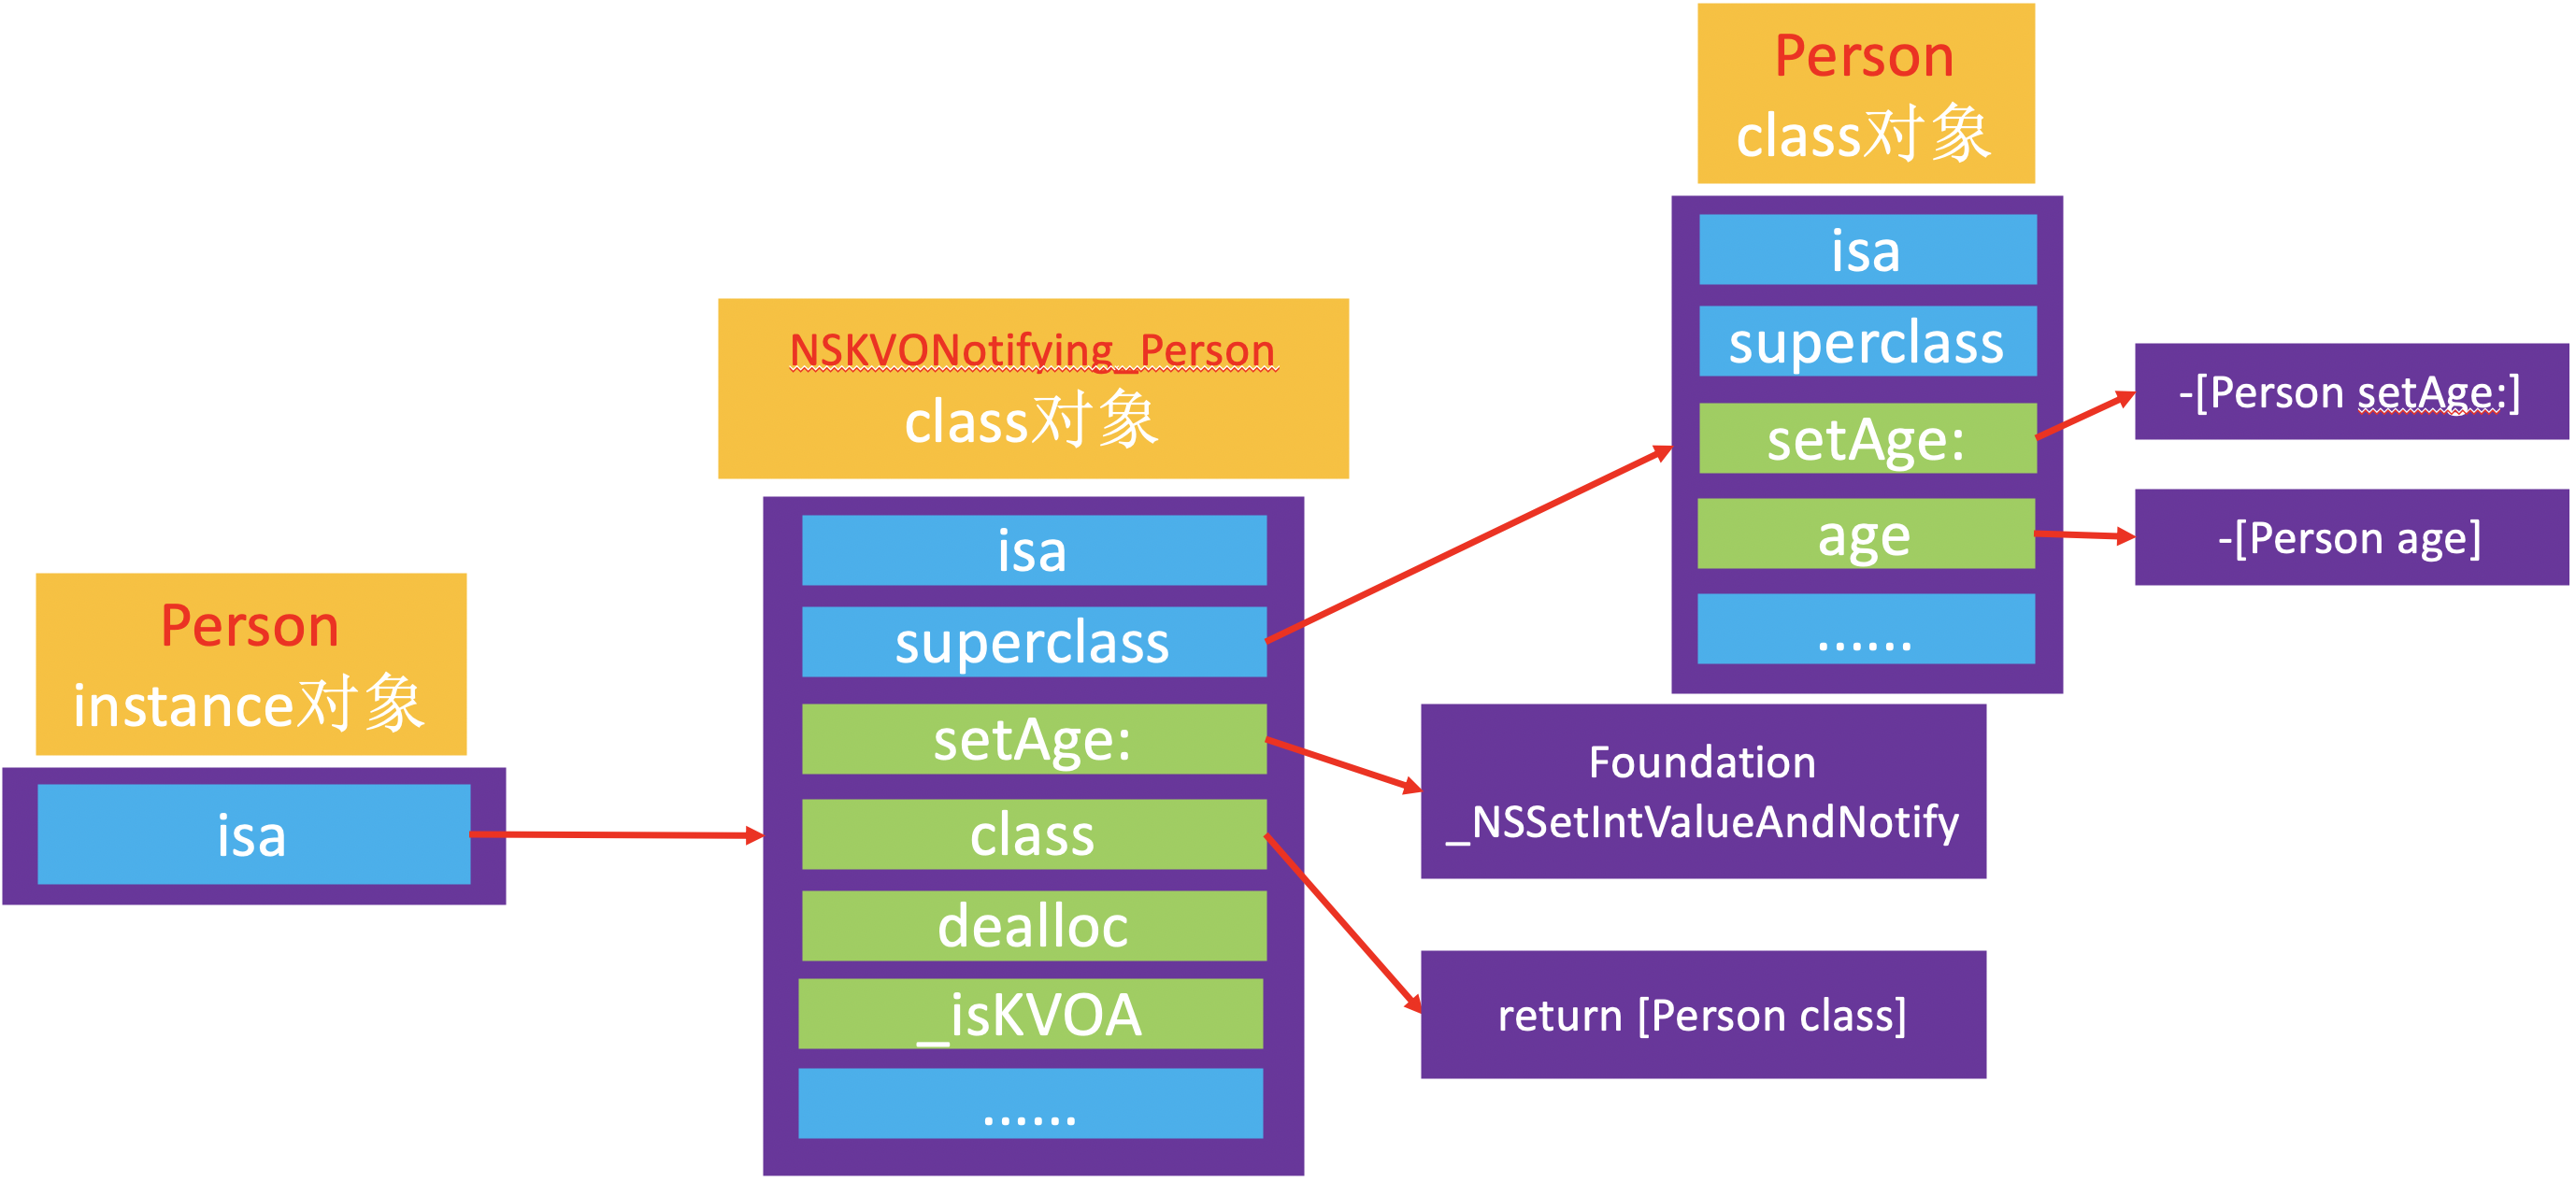 Person
instance对象
isa
NSKVONotifying_Person
class对象
isa
superclass
setAge:
class
dealloc
_isKVOA
......
Person
class对象
isa
superclass
setAge:
age
......
-[Person setAge:]
-[Person age]
Foundation
_NSSetIntValueAndNotify
return [Person class]